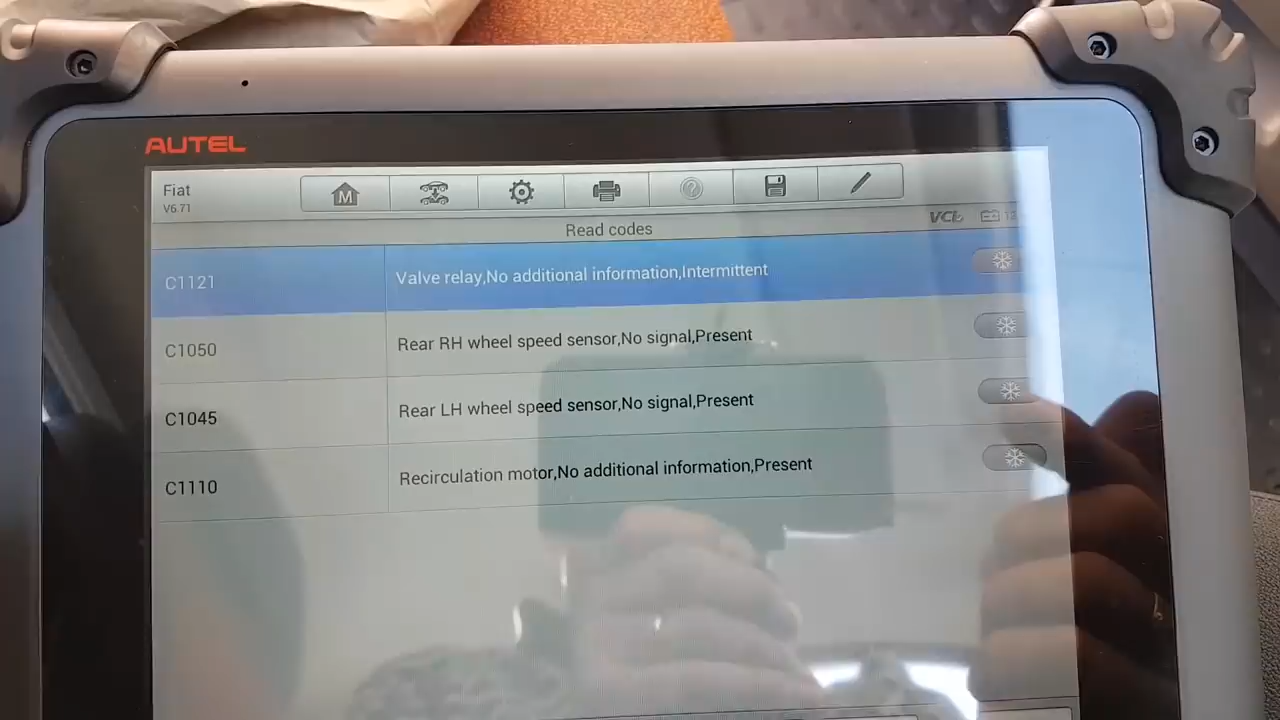 AUTEL
Fiat
V6.71
M
VCI
12
Read codes
C1121 Valve relay,No additional information,Intermittent
C1050 Rear RH wheel speed sensor,No signal,Present
C1045 Rear LH wheel speed sensor,No signal,Present
C1110 Recirculation motor,No additional information,Present